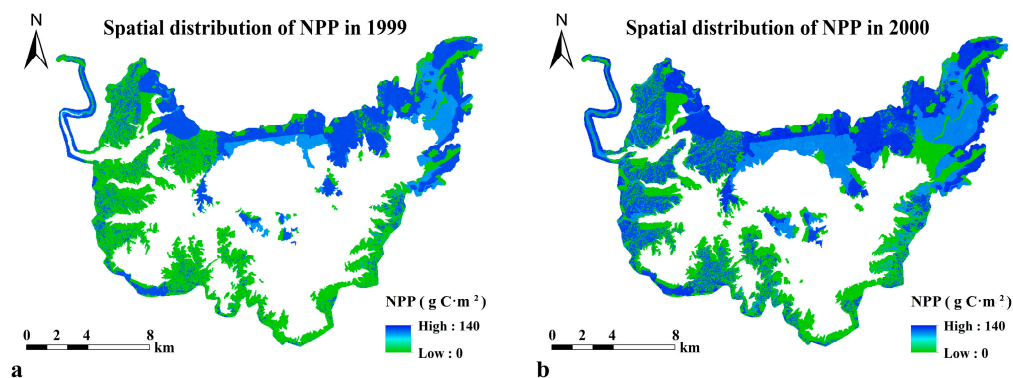 N
Spatial distribution of NPP in 1999
NPP ( g C·m ²)
High : 140
Low : 0
0 2 4 8
km
a
N
Spatial distribution of NPP in 2000
NPP ( g C·m ²)
High : 140
Low : 0
0 2 4 8
km
b